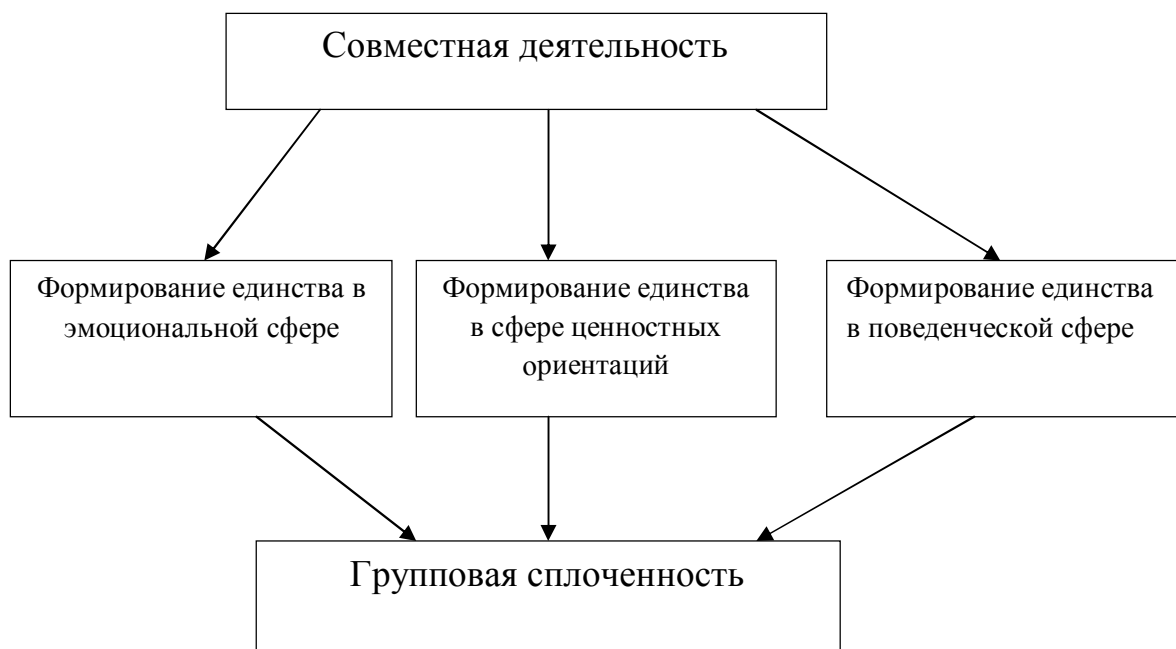 Совместная деятельность
Формирование единства в
эмоциональной сфере
Формирование единства
в сфере ценностных
ориентаций
Формирование единства
в поведенческой сфере
Групповая сплоченность